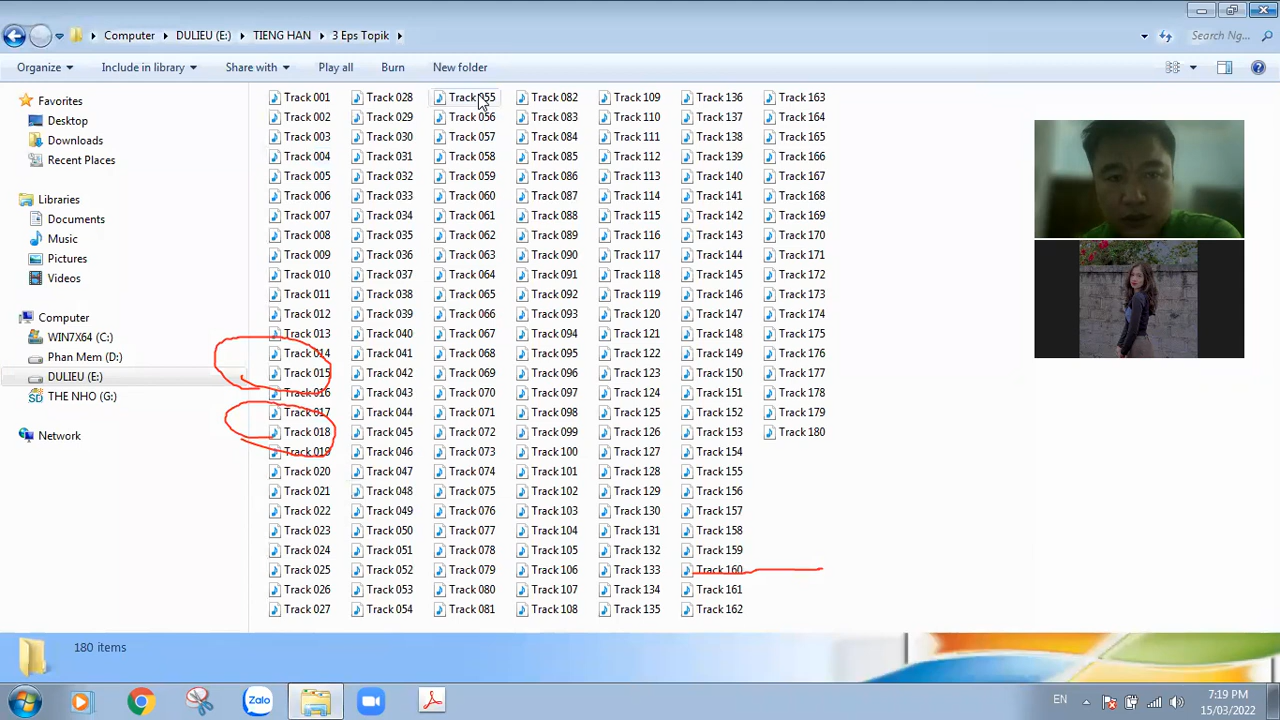 Computer DULIEU (E:) TIENG HAN 3 Eps Topik Search Ng...
Organize Include in library Share with Play all Burn New folder
Favorites
Desktop
Downloads
Recent Places
Libraries
Documents
Music
Pictures
Videos
Computer
WIN7X64 (C:)
Phan Mem (D:)
DULIEU (E:)
THE NHO (G:)
Network
Track 001 Track 028 Track 055 Track 082 Track 109 Track 136 Track 163
Track 002 Track 029 Track 056 Track 083 Track 110 Track 137 Track 164
Track 003 Track 030 Track 057 Track 084 Track 111 Track 138 Track 165
Track 004 Track 031 Track 058 Track 085 Track 112 Track 139 Track 166
Track 005 Track 032 Track 059 Track 086 Track 113 Track 140 Track 167
Track 006 Track 033 Track 060 Track 087 Track 114 Track 141 Track 168
Track 007 Track 034 Track 061 Track 088 Track 115 Track 142 Track 169
Track 008 Track 035 Track 062 Track 089 Track 116 Track 143 Track 170
Track 009 Track 036 Track 063 Track 090 Track 117 Track 144 Track 171
Track 010 Track 037 Track 064 Track 091 Track 118 Track 145 Track 172
Track 011 Track 038 Track 065 Track 092 Track 119 Track 146 Track 173
Track 012 Track 039 Track 066 Track 093 Track 120 Track 147 Track 174
Track 013 Track 040 Track 067 Track 094 Track 121 Track 148 Track 175
Track 014 Track 041 Track 068 Track 095 Track 122 Track 149 Track 176
Track 015 Track 042 Track 069 Track 096 Track 123 Track 150 Track 177
Track 016 Track 043 Track 070 Track 097 Track 124 Track 151 Track 178
Track 017 Track 044 Track 071 Track 098 Track 125 Track 152 Track 179
Track 018 Track 045 Track 072 Track 099 Track 126 Track 153 Track 180
Track 019 Track 046 Track 073 Track 100 Track 127 Track 154
Track 020 Track 047 Track 074 Track 101 Track 128 Track 155
Track 021 Track 048 Track 075 Track 102 Track 129 Track 156
Track 022 Track 049 Track 076 Track 103 Track 130 Track 157
Track 023 Track 050 Track 077 Track 104 Track 131 Track 158
Track 024 Track 051 Track 078 Track 105 Track 132 Track 159
Track 025 Track 052 Track 079 Track 106 Track 133 Track 160
Track 026 Track 053 Track 080 Track 107 Track 134 Track 161
Track 027 Track 054 Track 081 Track 108 Track 135 Track 162
180 items
Zalo EN 7:19 PM
15/03/2022